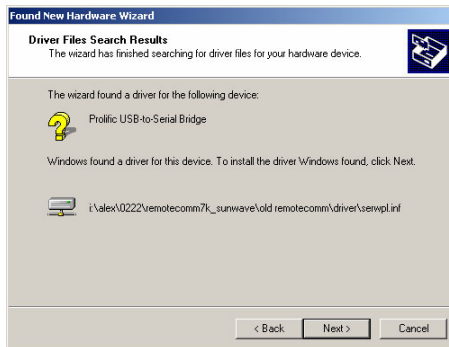 Found New Hardware Wizard
Driver Files Search Results
The wizard has finished searching for driver files for your hardware device.
The wizard found a driver for the following device:
Prolific USB-to-Serial Bridge
Windows found a driver for this device. To install the driver Windows found, click Next.
i:\alex\0222\remotecomm7k_sunwave\old remotecomm\driver\serwpl.inf
< Back
Next >
Cancel